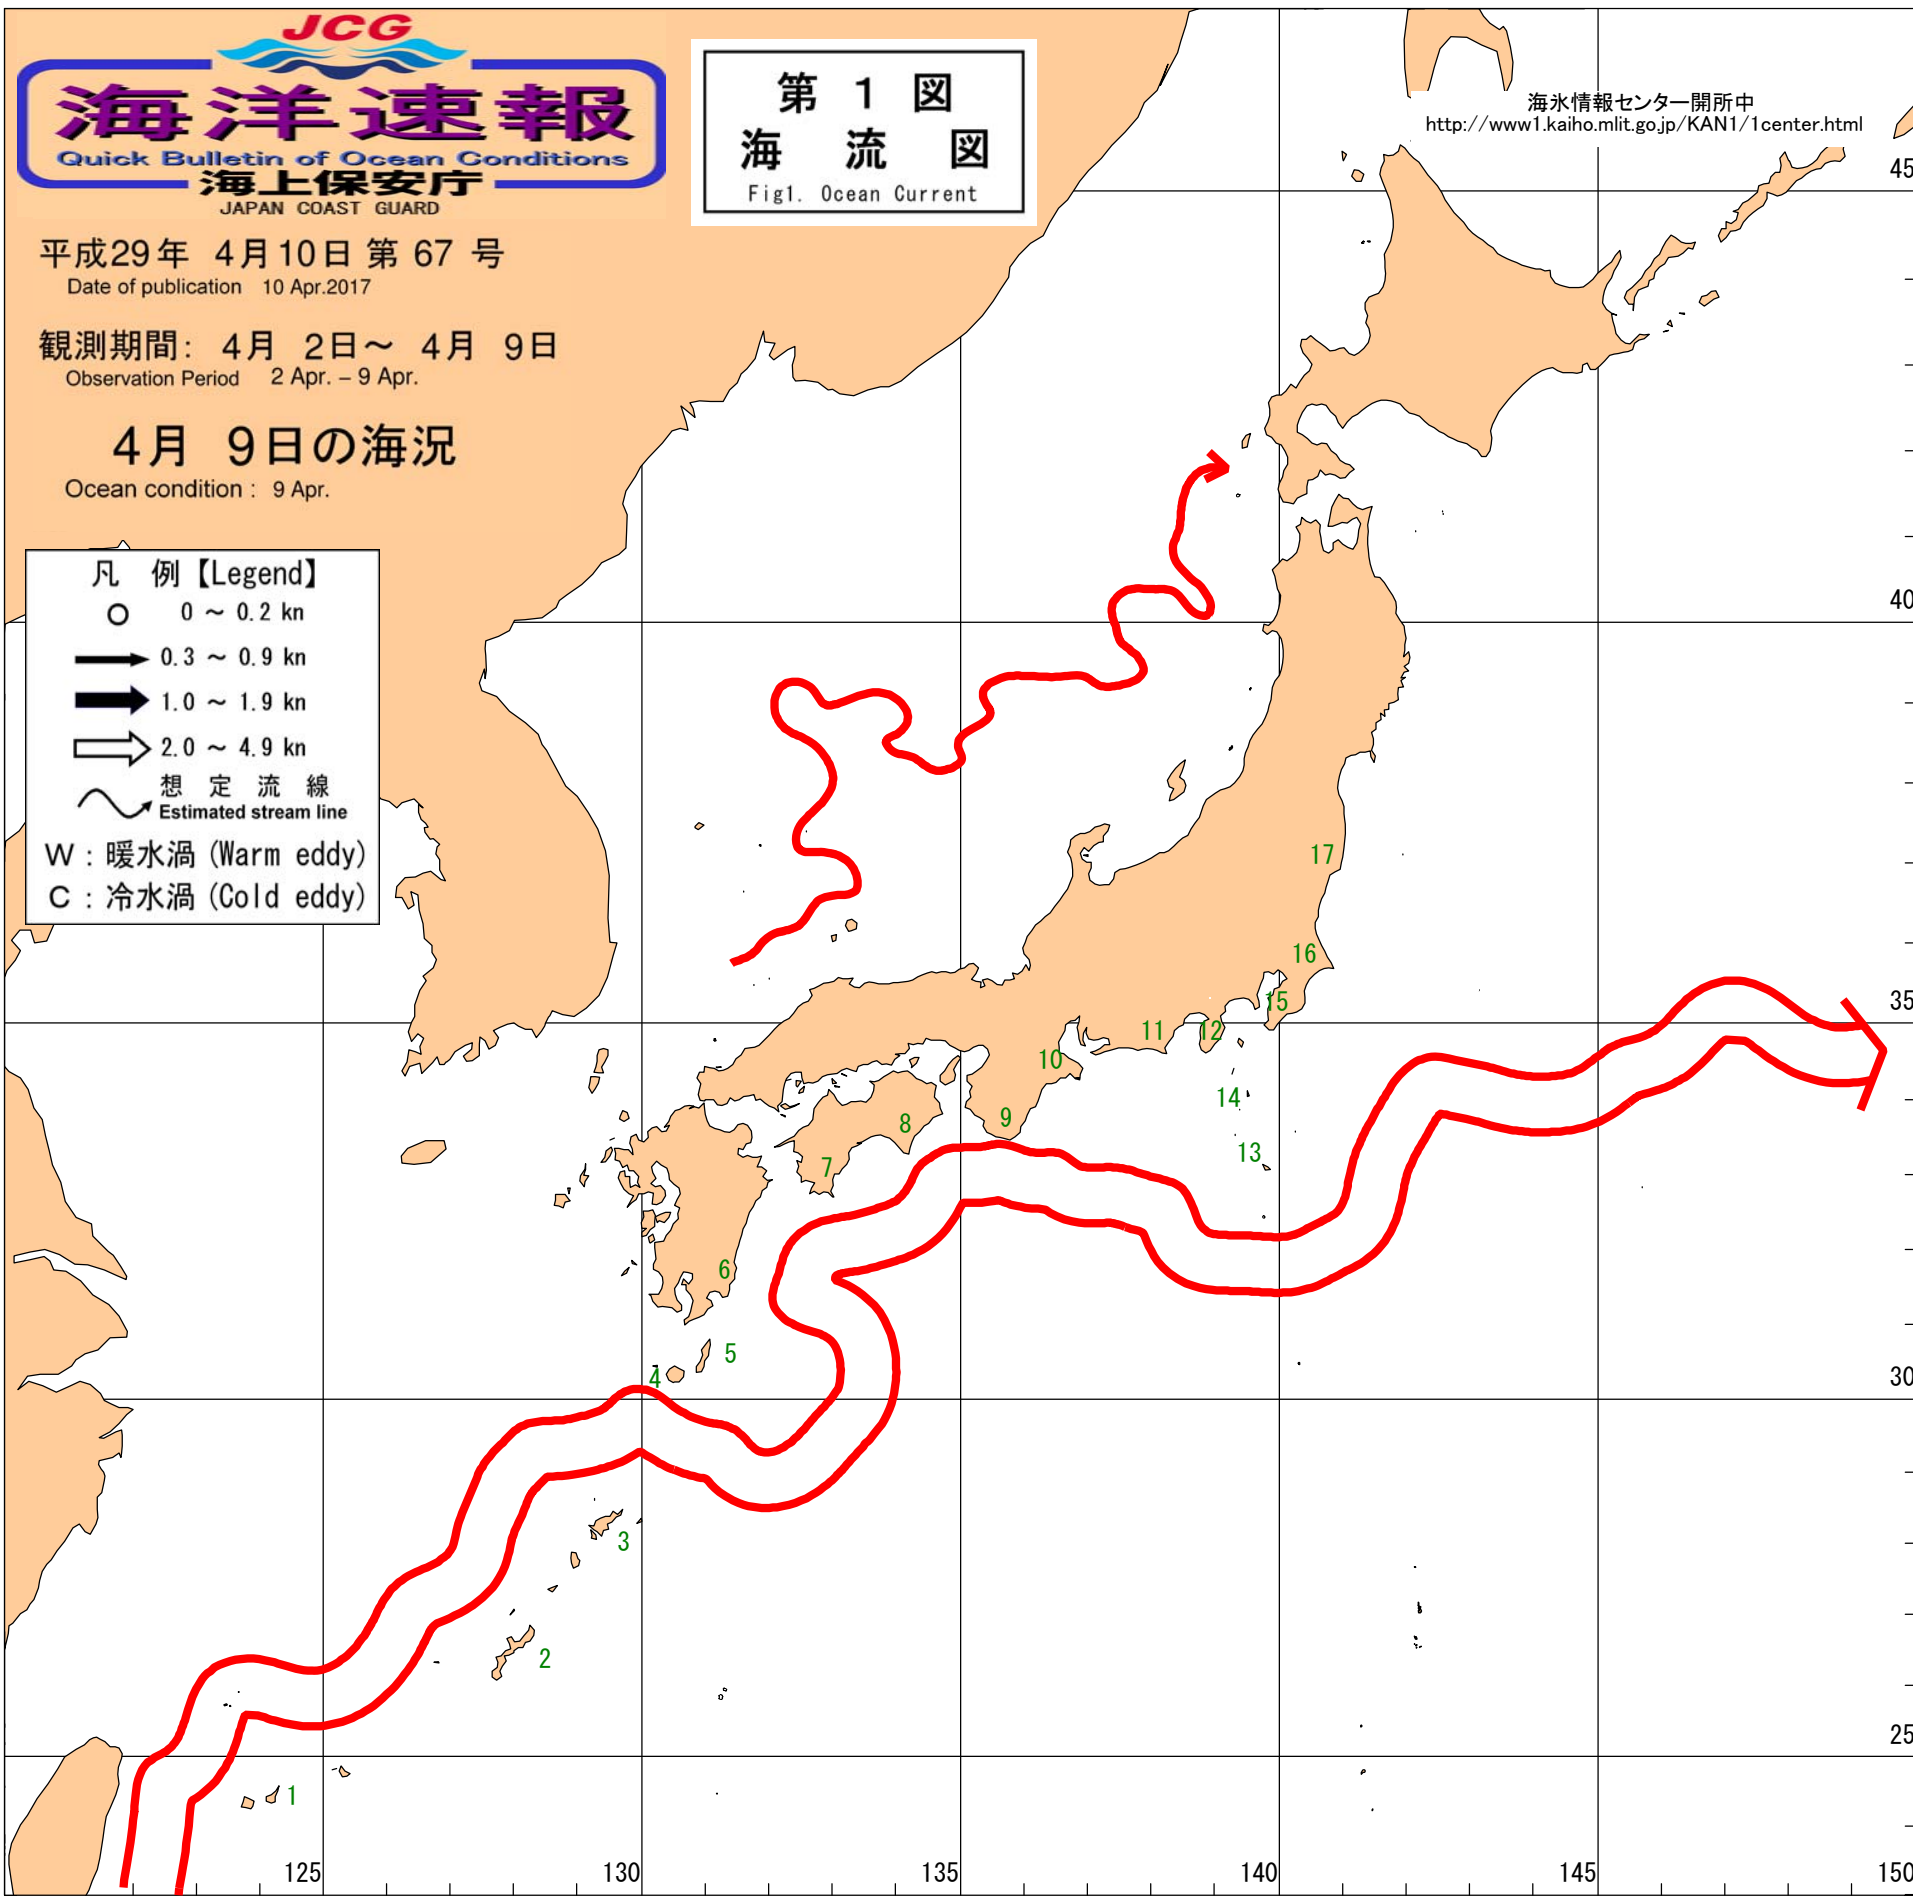 JCG
海洋速報
Quick Bulletin of Ocean Conditions
海上保安庁
JAPAN COAST GUARD
第 1 図
海 流 図
Fig1. Ocean Current
海氷情報センター開所中
http://www1.kaiho.mlit.go.jp/KAN1/1center.html
平成29年 4月10日 第 67 号
Date of publication 10 Apr.2017
観測期間: 4月 2日～ 4月 9日
Observation Period 2 Apr. – 9 Apr.
4月 9日の海況
Ocean condition : 9 Apr.
凡 例【Legend】
0 ～ 0.2 kn
0.3 ～ 0.9 kn
1.0 ～ 1.9 kn
2.0 ～ 4.9 kn
想 定 流 線
Estimated stream line
W : 暖水渦 (Warm eddy)
C : 冷水渦 (Cold eddy)
45
40
17
16
35
15
12
11
10
14
9
8
13
7
6
5
4
30
3
2
25
1
125
130
135
140
145
150